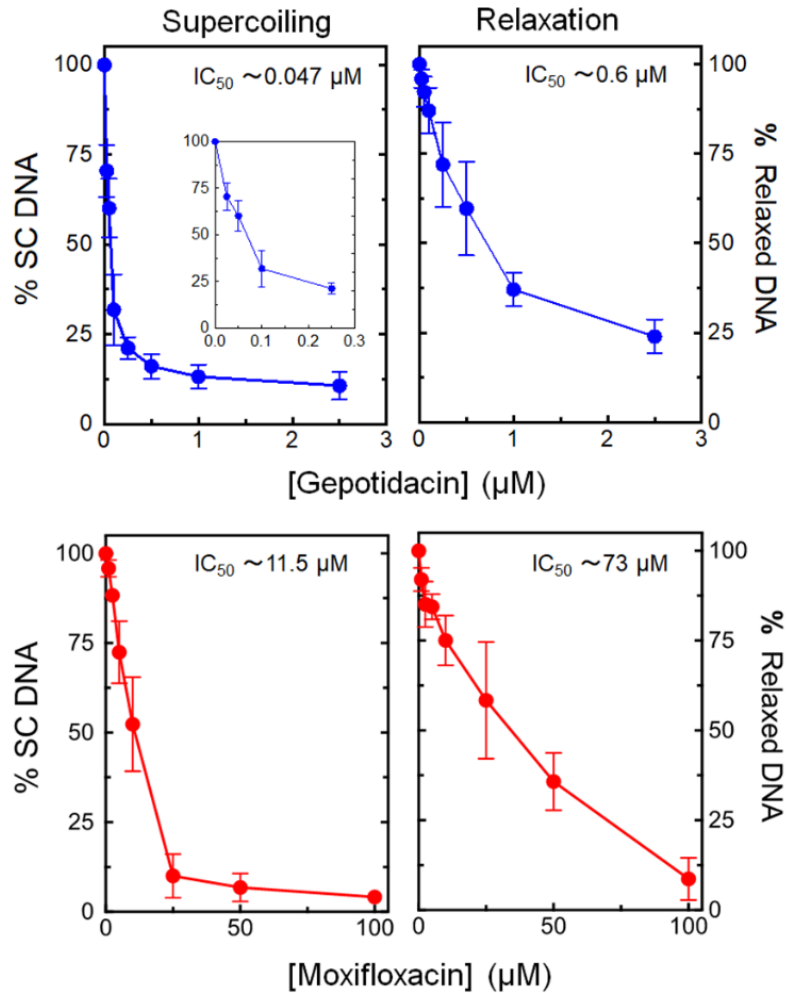 Supercoiling
Relaxation
% SC DNA
100
75
50
25
0
IC50 ~0.047 µM
100
75
50
25
0
0.0 0.1 0.2 0.3
0 1 2 3
IC50 ~0.6 µM
100
75
50
25
0
% Relaxed DNA
0 1 2 3
[Gepotidacin] (µM)
% SC DNA
100
75
50
25
0
IC50 ~11.5 µM
0 50 100
IC50 ~73 µM
100
75
50
25
0
% Relaxed DNA
0 50 100
[Moxifloxacin] (µM)